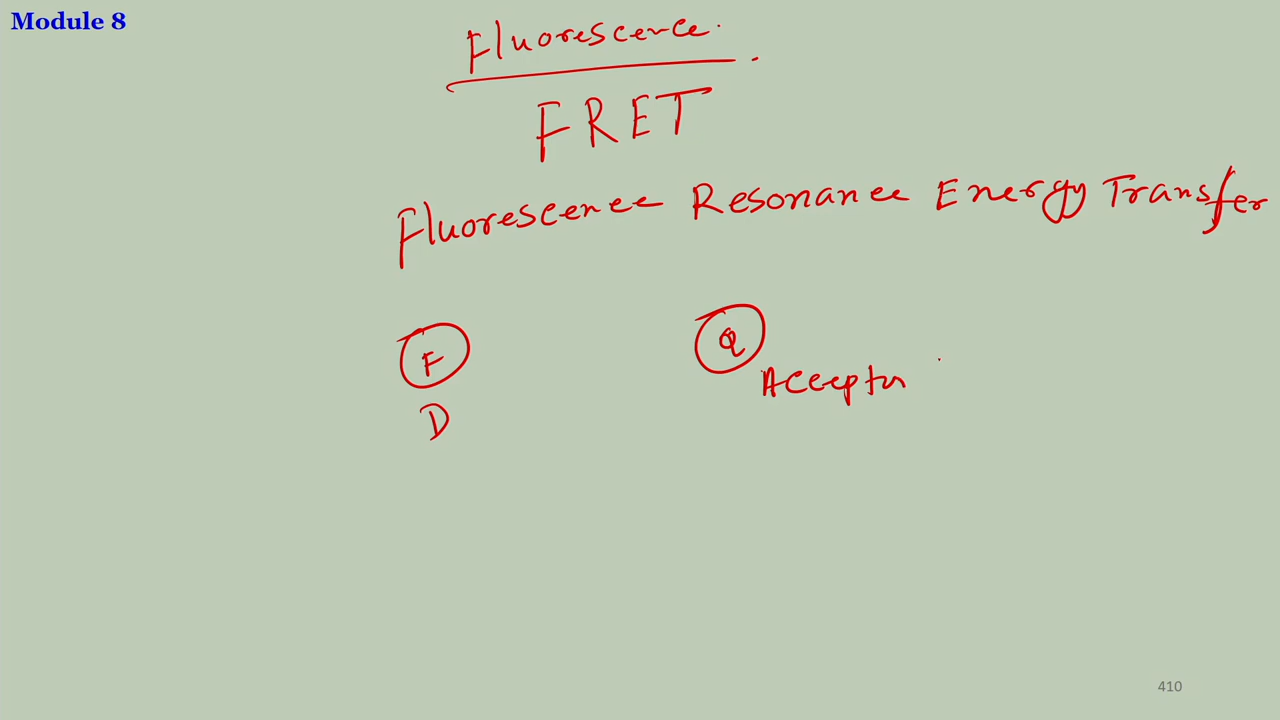 Module 8
Fluorescence.
FRET
Fluorescence Resonance Energy Transfer
F
Q
Acceptor
D
410